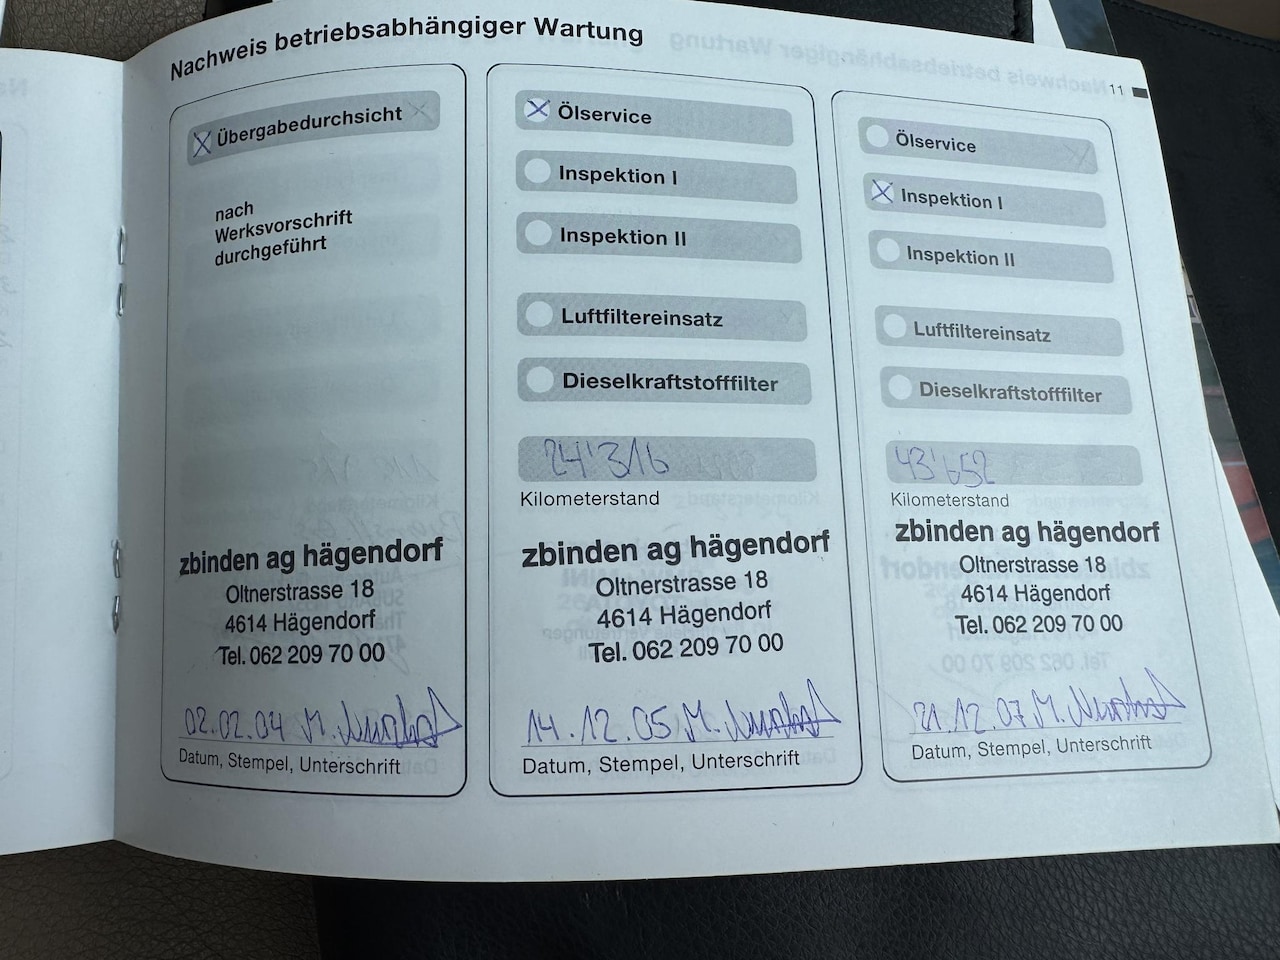 Nachweis betriebsabhängiger Wartung
11
Übergabedurchsicht
nach
Werksvorschrift
durchgeführt
zbinden ag hägendorf
Oltnerstrasse 18
4614 Hägendorf
Tel. 062 209 70 00
02.02.04 M.
Datum, Stempel, Unterschrift
Ölservice
Inspektion I
Inspektion II
Luftfiltereinsatz
Dieselkraftstofffilter
24'316
Kilometerstand
zbinden ag hägendorf
Oltnerstrasse 18
4614 Hägendorf
Tel. 062 209 70 00
14.12.05 M.
Datum, Stempel, Unterschrift
Ölservice
Inspektion I
Inspektion II
Luftfiltereinsatz
Dieselkraftstofffilter
43'652
Kilometerstand
zbinden ag hägendorf
Oltnerstrasse 18
4614 Hägendorf
Tel. 062 209 70 00
21.12.07 M.
Datum, Stempel, Unterschrift